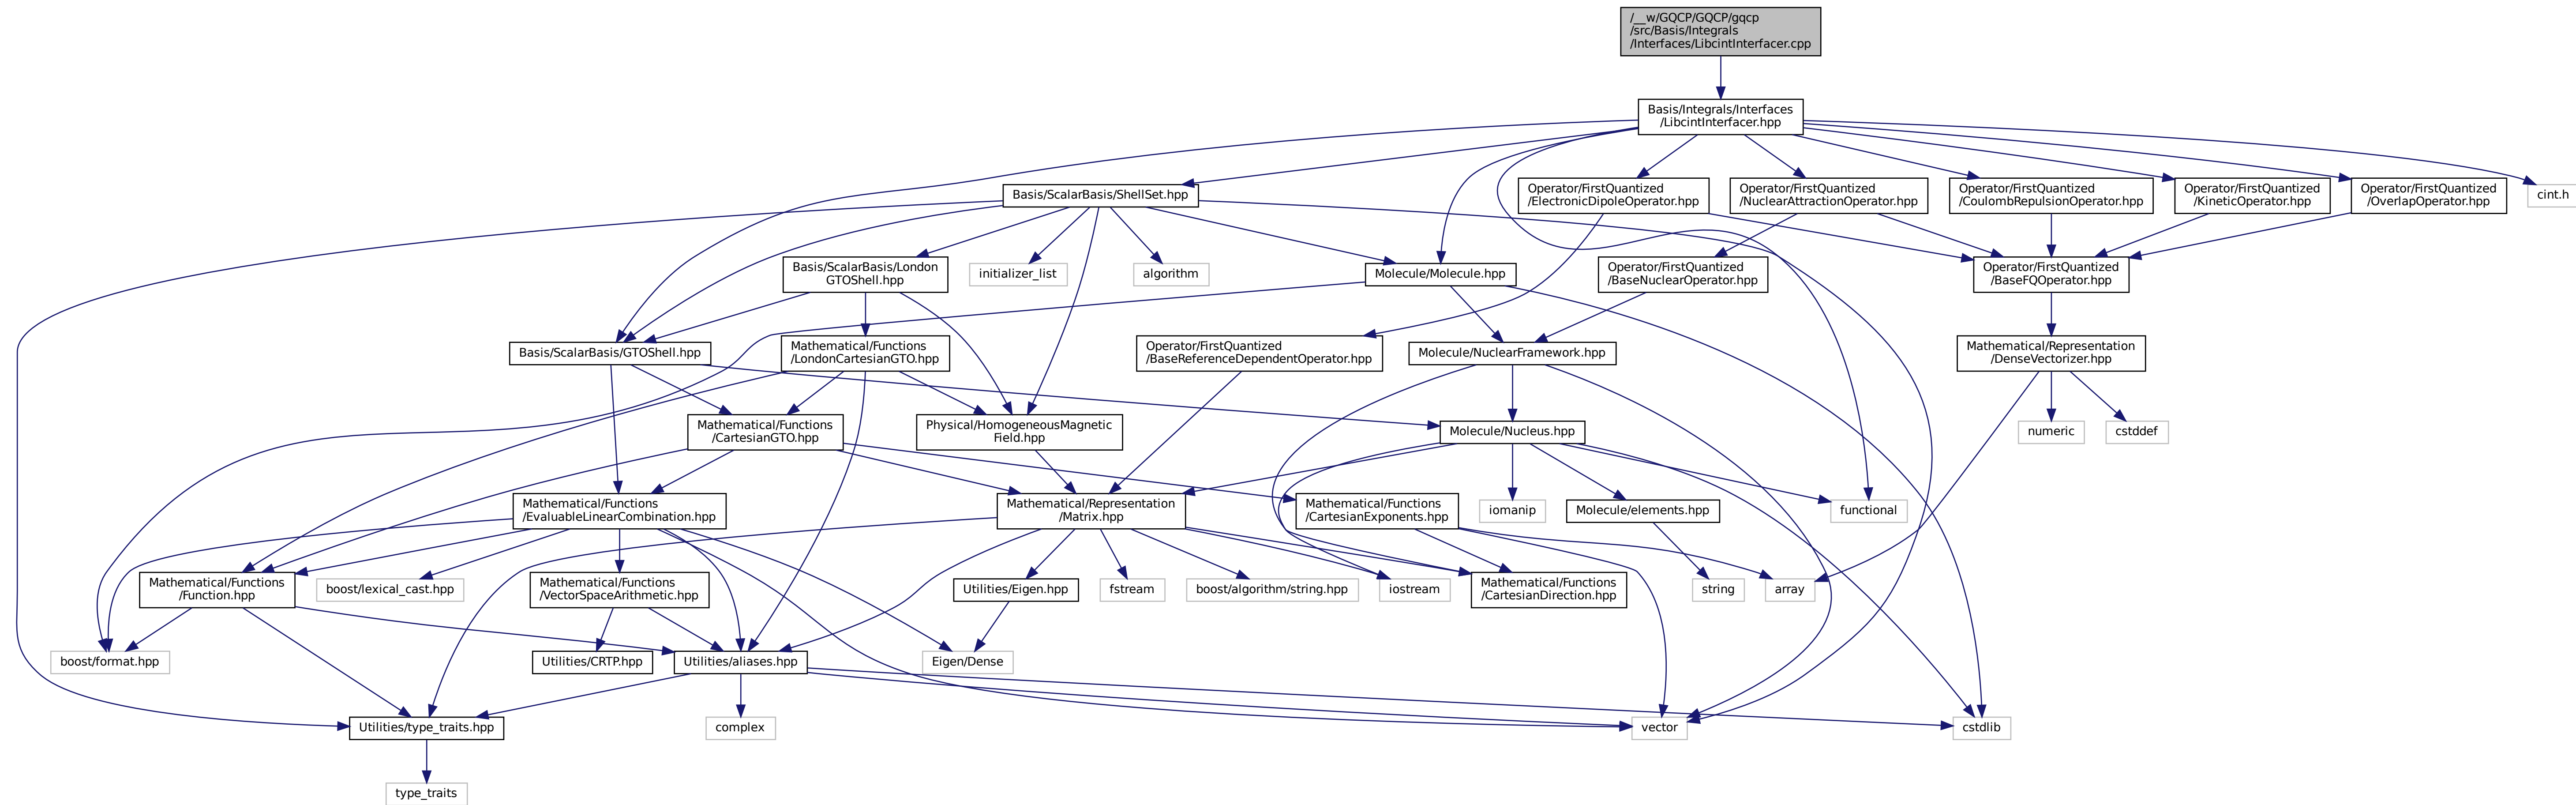 /__w/GQCP/GQCP/gqcp
/src/Basis/Integrals
/Interfaces/LibcintInterfacer.cpp
Basis/Integrals/Interfaces
/LibcintInterfacer.hpp
Basis/ScalarBasis/ShellSet.hpp
Operator/FirstQuantized
/ElectronicDipoleOperator.hpp
Operator/FirstQuantized
/NuclearAttractionOperator.hpp
Operator/FirstQuantized
/CoulombRepulsionOperator.hpp
Operator/FirstQuantized
/KineticOperator.hpp
Operator/FirstQuantized
/OverlapOperator.hpp
cint.h
Basis/ScalarBasis/London
GTOShell.hpp
initializer_list
algorithm
Molecule/Molecule.hpp
Operator/FirstQuantized
/BaseNuclearOperator.hpp
Operator/FirstQuantized
/BaseFQOperator.hpp
Basis/ScalarBasis/GTOShell.hpp
Mathematical/Functions
/LondonCartesianGTO.hpp
Operator/FirstQuantized
/BaseReferenceDependentOperator.hpp
Molecule/NuclearFramework.hpp
Mathematical/Representation
/DenseVectorizer.hpp
Mathematical/Functions
/CartesianGTO.hpp
Physical/HomogeneousMagnetic
Field.hpp
Molecule/Nucleus.hpp
numeric
cstddef
Mathematical/Functions
/EvaluableLinearCombination.hpp
Mathematical/Representation
/Matrix.hpp
Mathematical/Functions
/CartesianExponents.hpp
iomanip
Molecule/elements.hpp
functional
Mathematical/Functions
/Function.hpp
boost/lexical_cast.hpp
Mathematical/Functions
/VectorSpaceArithmetic.hpp
Utilities/Eigen.hpp
fstream
boost/algorithm/string.hpp
iostream
Mathematical/Functions
/CartesianDirection.hpp
string
array
boost/format.hpp
Utilities/CRTP.hpp
Utilities/aliases.hpp
Eigen/Dense
Utilities/type_traits.hpp
complex
vector
cstdlib
type_traits